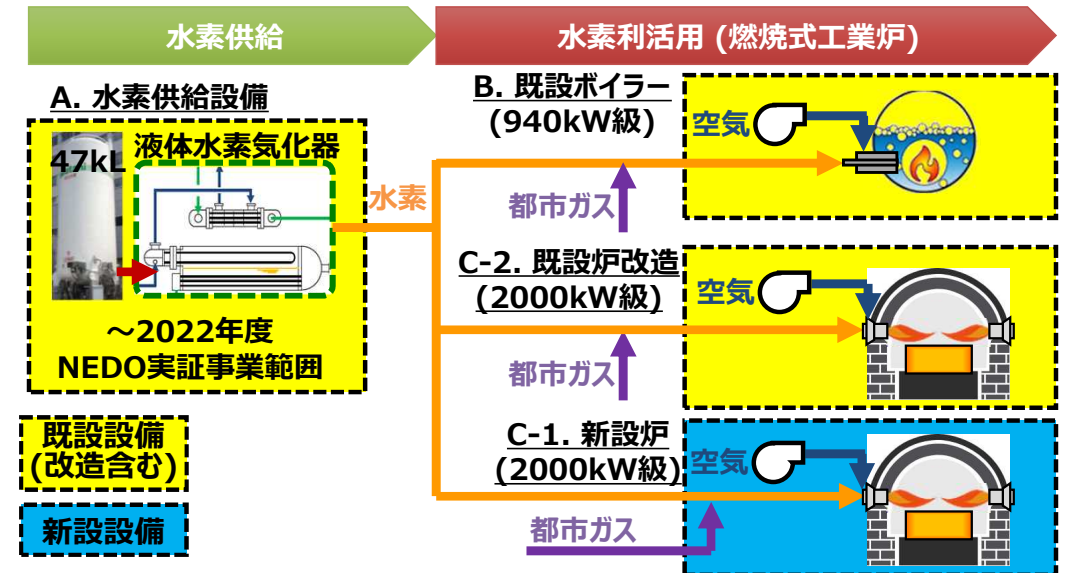 水素供給
水素利活用 (燃焼式工業炉)
A. 水素供給設備
47kL
液体水素気化器
～2022年度
NEDO実証事業範囲
水素
B. 既設ボイラー
(940kW級)
空気
都市ガス
C-2. 既設炉改造
(2000kW級)
空気
都市ガス
C-1. 新設炉
(2000kW級)
空気
都市ガス
既設設備
(改造含む)
新設設備